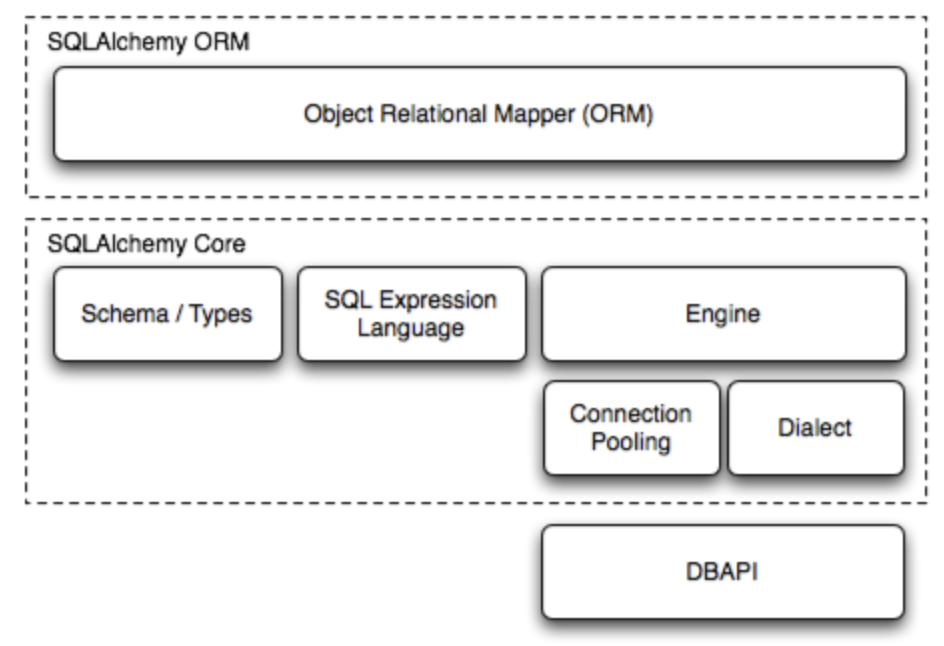 SQLAlchemy ORM
Object Relational Mapper (ORM)
SQLAlchemy Core
Schema / Types
SQL Expression
Language
Engine
Connection
Pooling
Dialect
DBAPI